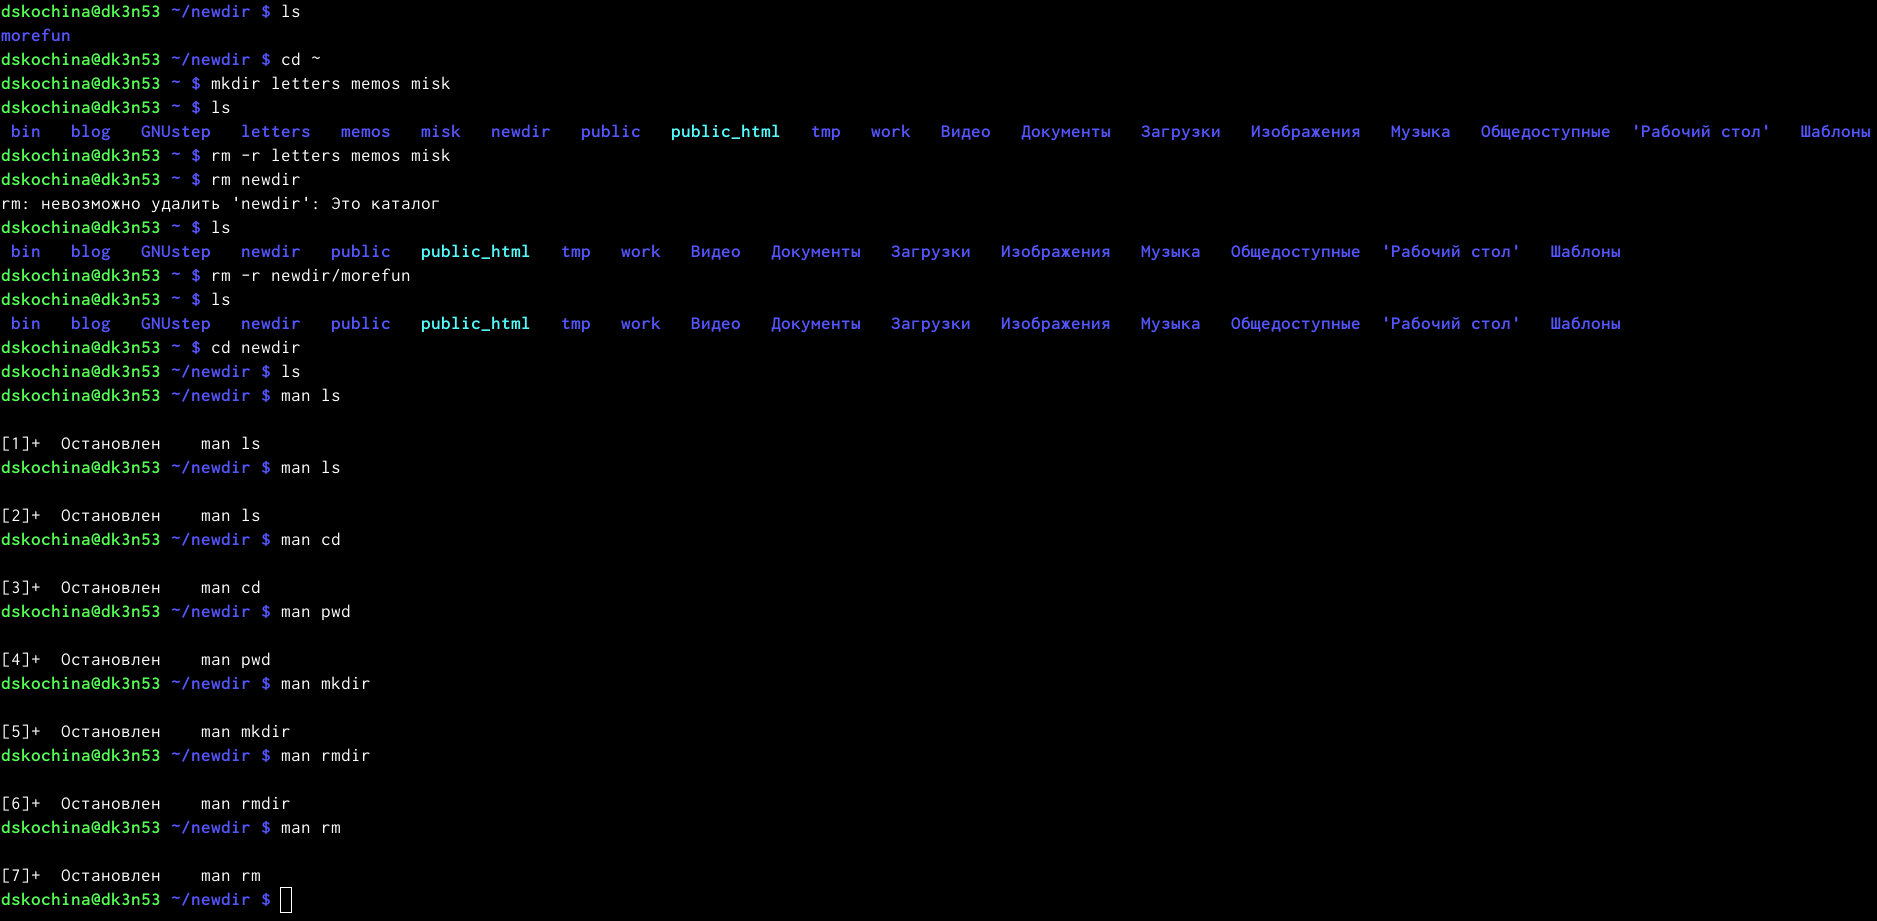 dskochina@dk3n53 ~/newdir $ ls
morefun
dskochina@dk3n53 ~/newdir $ cd ~
dskochina@dk3n53 ~ $ mkdir letters memos misk
dskochina@dk3n53 ~ $ ls
bin blog GNUstep letters memos misk newdir public public_html tmp work Видео Документы Загрузки Изображения Музыка Общедоступные 'Рабочий стол' Шаблоны
dskochina@dk3n53 ~ $ rm -r letters memos misk
dskochina@dk3n53 ~ $ rm newdir
rm: невозможно удалить 'newdir': Это каталог
dskochina@dk3n53 ~ $ ls
bin blog GNUstep newdir public public_html tmp work Видео Документы Загрузки Изображения Музыка Общедоступные 'Рабочий стол' Шаблоны
dskochina@dk3n53 ~ $ rm -r newdir/morefun
dskochina@dk3n53 ~ $ ls
bin blog GNUstep newdir public public_html tmp work Видео Документы Загрузки Изображения Музыка Общедоступные 'Рабочий стол' Шаблоны
dskochina@dk3n53 ~ $ cd newdir
dskochina@dk3n53 ~/newdir $ ls
dskochina@dk3n53 ~/newdir $ man ls
[1]+ Остановлен man ls
dskochina@dk3n53 ~/newdir $ man ls
[2]+ Остановлен man ls
dskochina@dk3n53 ~/newdir $ man cd
[3]+ Остановлен man cd
dskochina@dk3n53 ~/newdir $ man pwd
[4]+ Остановлен man pwd
dskochina@dk3n53 ~/newdir $ man mkdir
[5]+ Остановлен man mkdir
dskochina@dk3n53 ~/newdir $ man rmdir
[6]+ Остановлен man rmdir
dskochina@dk3n53 ~/newdir $ man rm
[7]+ Остановлен man rm
dskochina@dk3n53 ~/newdir $